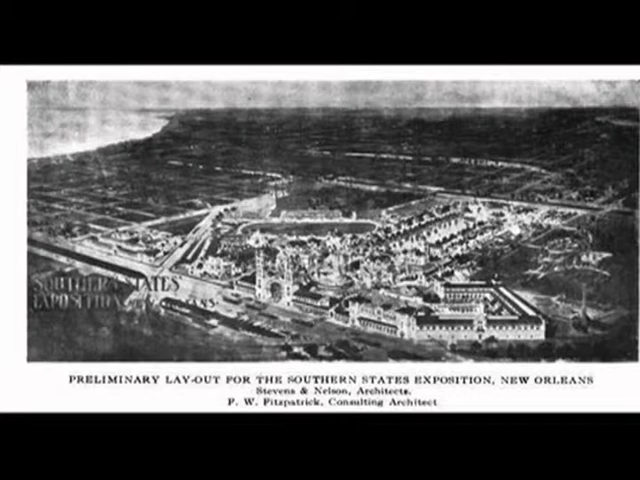 SOUTHERN STATES
EXPOSITION
PRELIMINARY LAY-OUT FOR THE SOUTHERN STATES EXPOSITION, NEW ORLEANS
Stevens & Nelson, Architects.
F. W. Fitzpatrick, Consulting Architect